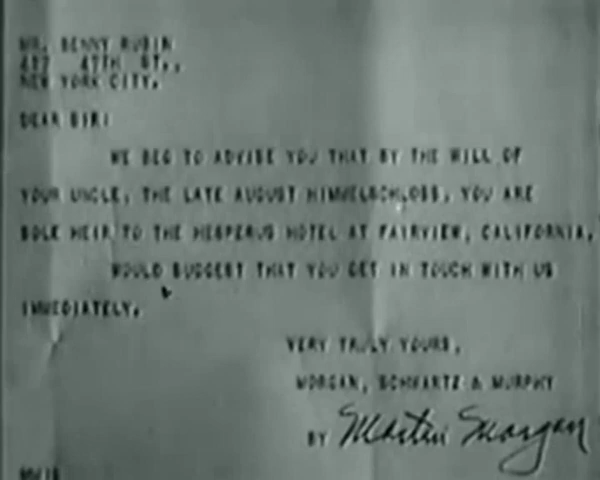 MR. BENNY RUBIN
47TH ST.,
NEW YORK CITY.
DEAR SIR:
WE BEG TO ADVISE YOU THAT BY THE WILL OF
YOUR UNCLE, THE LATE AUGUST HIMMELSCHLOSS, YOU ARE
SOLE HEIR TO THE HESPERUS HOTEL AT FAIRVIEW, CALIFORNIA.
WOULD SUGGEST THAT YOU GET IN TOUCH WITH US
IMMEDIATELY.
VERY TRULY YOURS,
MORGAN, SCHWARTZ & MURPHY
BY Martin Morgan